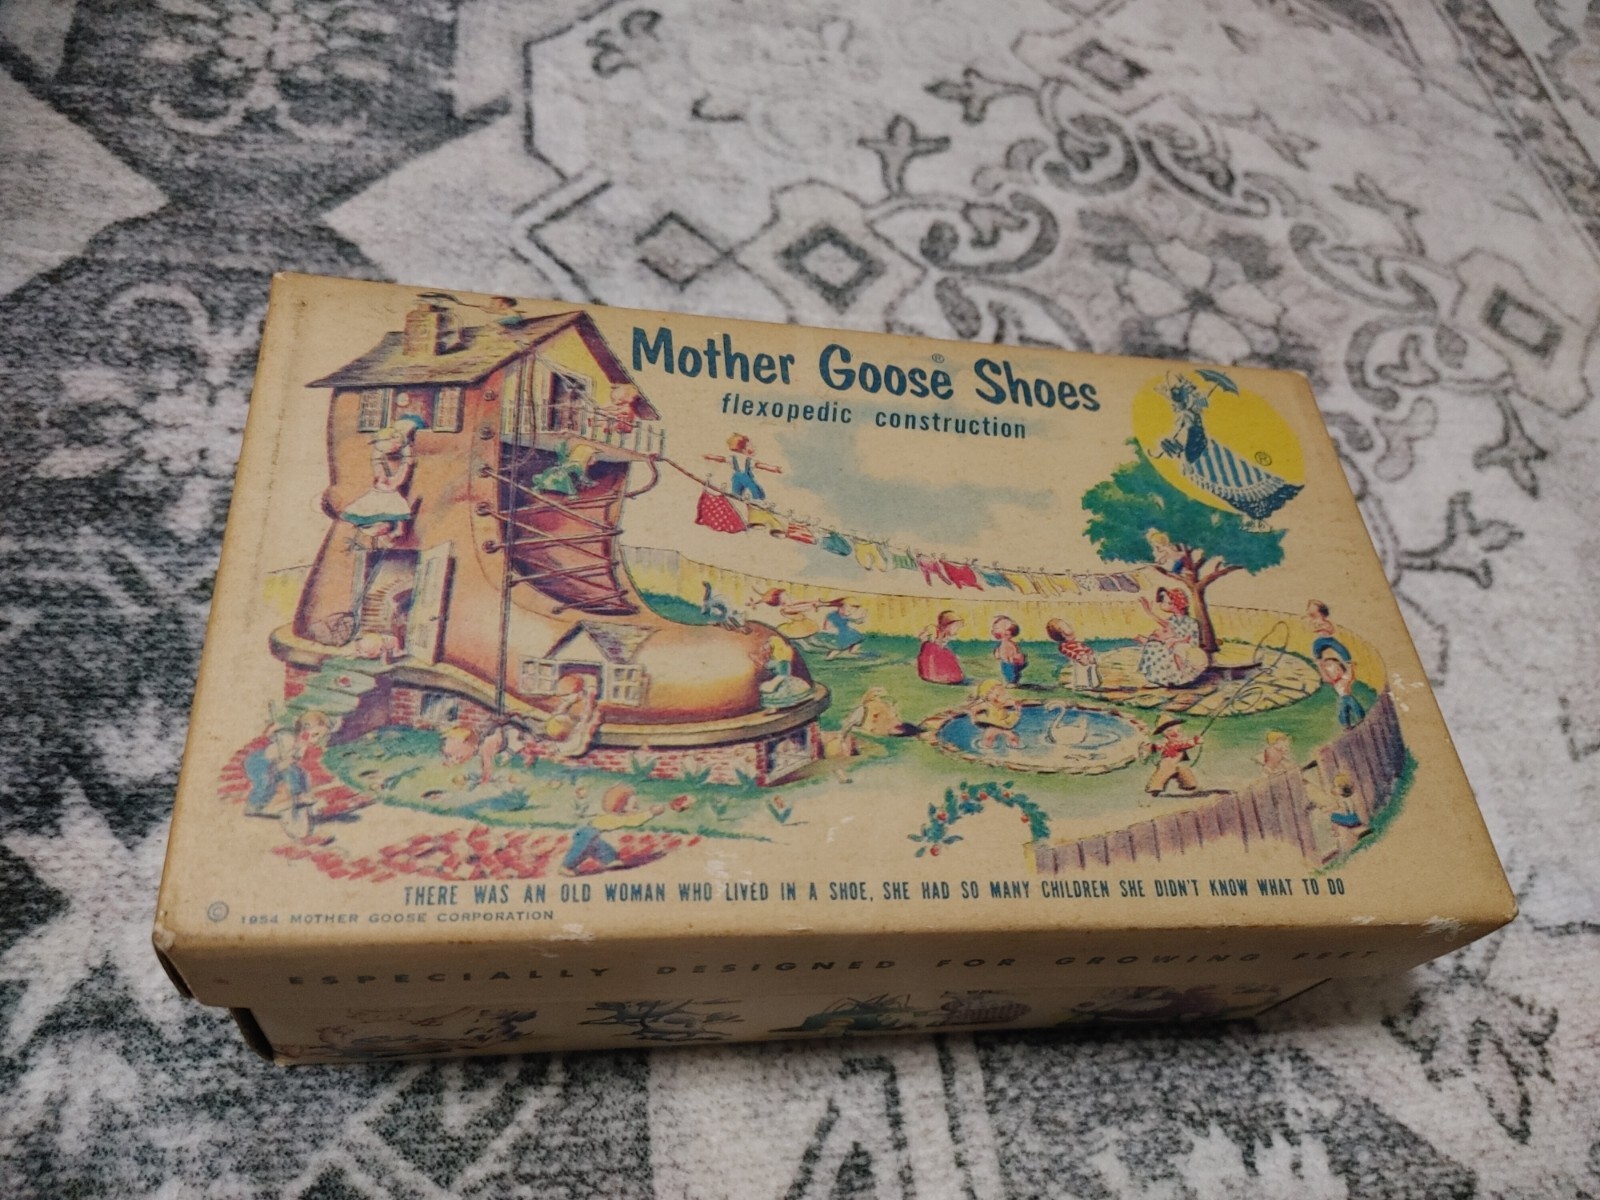 Mother Goose® Shoes
flexopedic construction
®
THERE WAS AN OLD WOMAN WHO LIVED IN A SHOE, SHE HAD SO MANY CHILDREN SHE DIDN'T KNOW WHAT TO DO
© 1954 MOTHER GOOSE CORPORATION
ESPECIALLY DESIGNED FOR GROWING FEET